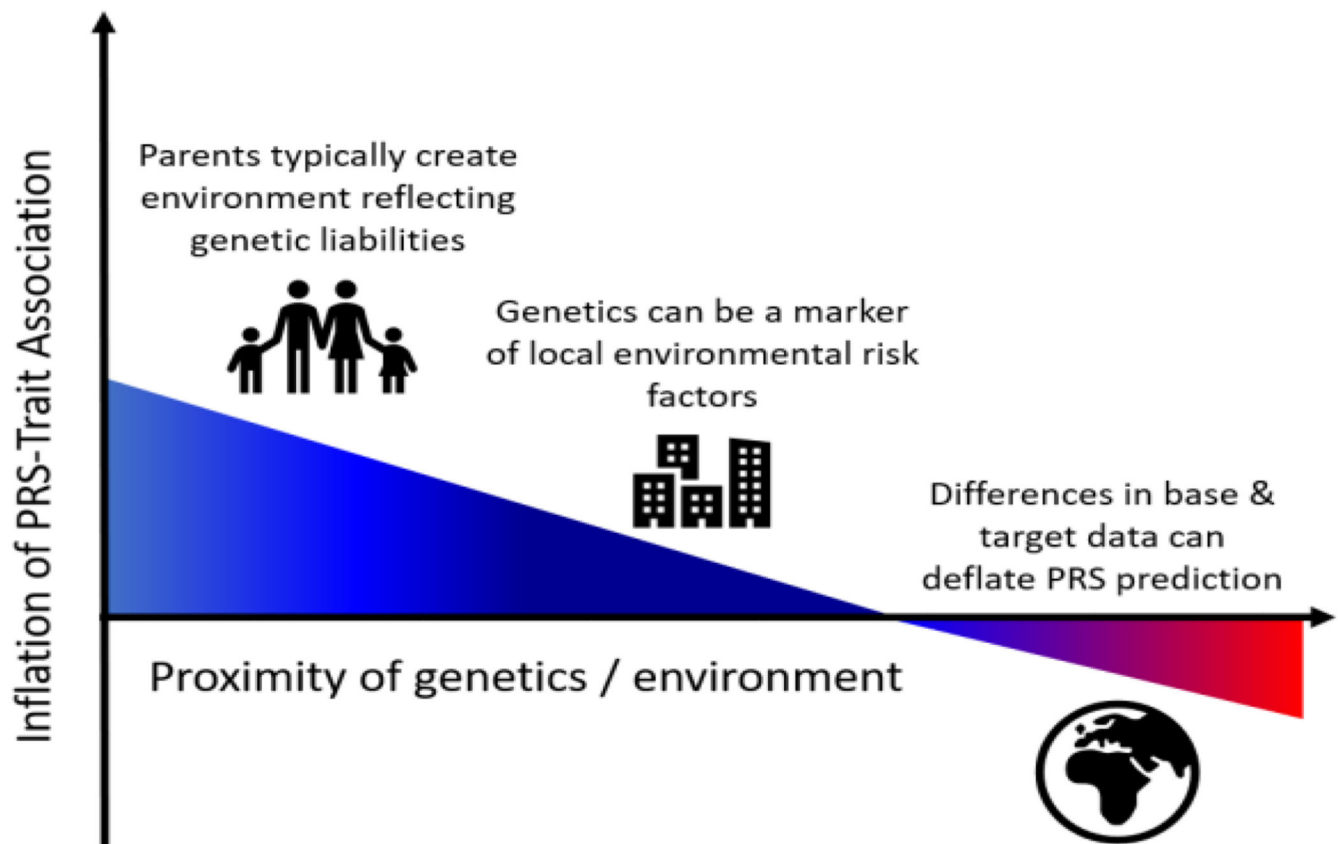 Inflation of PRS-Trait Association
Parents typically create
environment reflecting
genetic liabilities
Genetics can be a marker
of local environmental risk
factors
Differences in base &
target data can
deflate PRS prediction
Proximity of genetics / environment